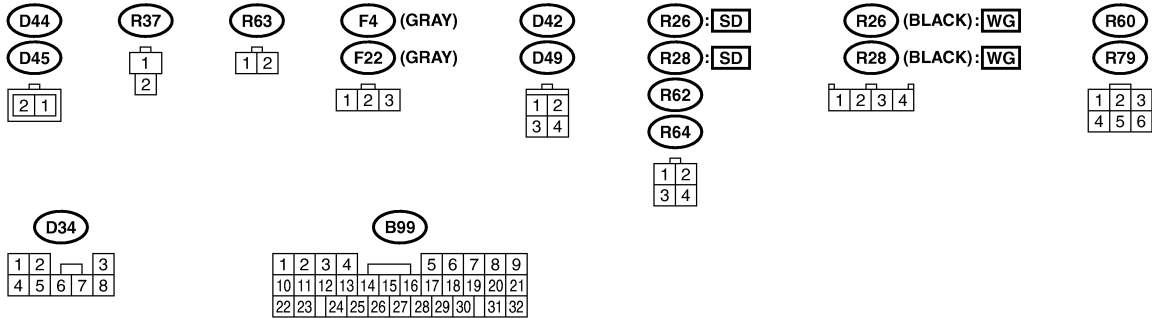 D44
D45
2 1
R37
1
2
R63
1 2
F4 (GRAY)
F22 (GRAY)
1 2 3
D42
D49
1 2
3 4
R26 : SD
R28 : SD
R62
R64
1 2
3 4
R26 (BLACK) : WG
R28 (BLACK) : WG
1 2 3 4
R60
R79
1 2 3
4 5 6
D34
1 2 3
4 5 6 7 8
B99
1 2 3 4 5 6 7 8 9
10 11 12 13 14 15 16 17 18 19 20 21
22 23 24 25 26 27 28 29 30 31 32